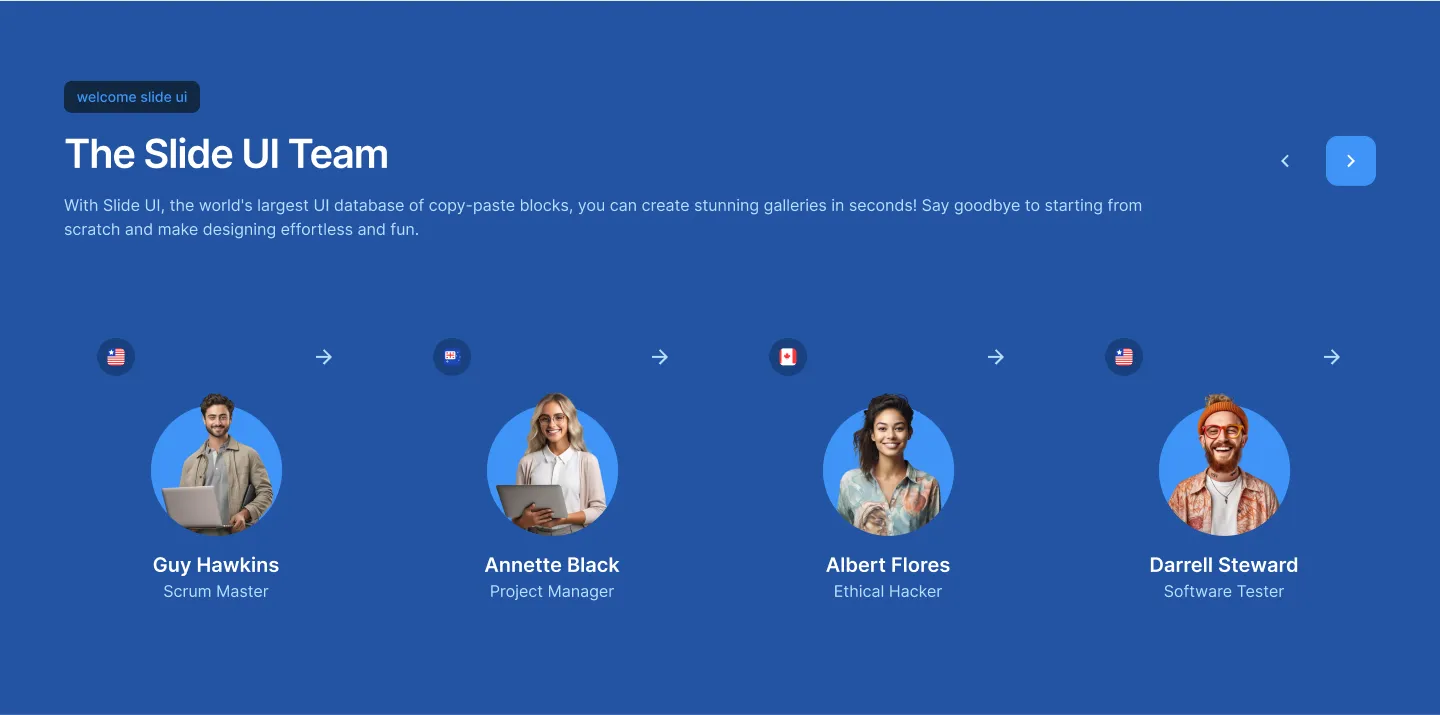 welcome slide ui
The Slide UI Team
With Slide UI, the world's largest UI database of copy-paste blocks, you can create stunning galleries in seconds! Say goodbye to starting from
scratch and make designing effortless and fun.
Guy Hawkins
Scrum Master
Annette Black
Project Manager
Albert Flores
Ethical Hacker
Darrell Steward
Software Tester